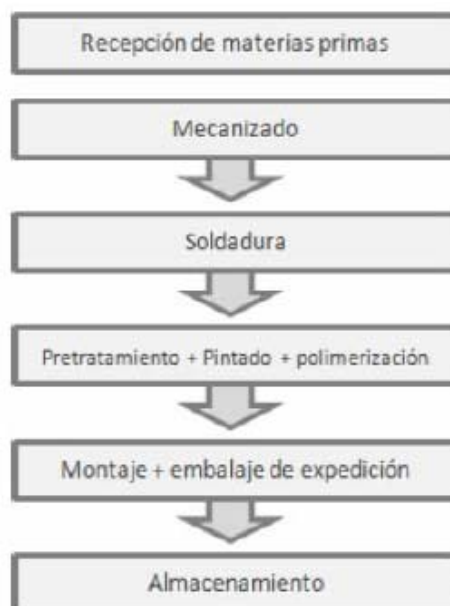 Recepción de materias primas
Mecanizado
Soldadura
Pretratamiento + Pintado + polimerización
Montaje + embalaje de expedición
Almacenamiento